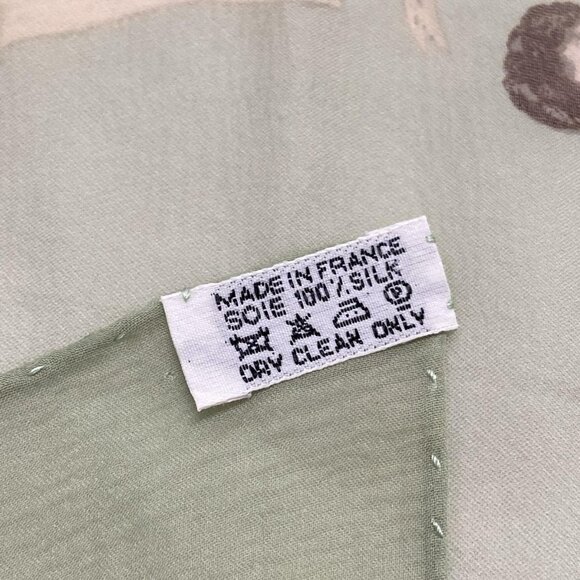 MADE IN FRANCE
SOIE 100% SILK
P
DRY CLEAN ONLY